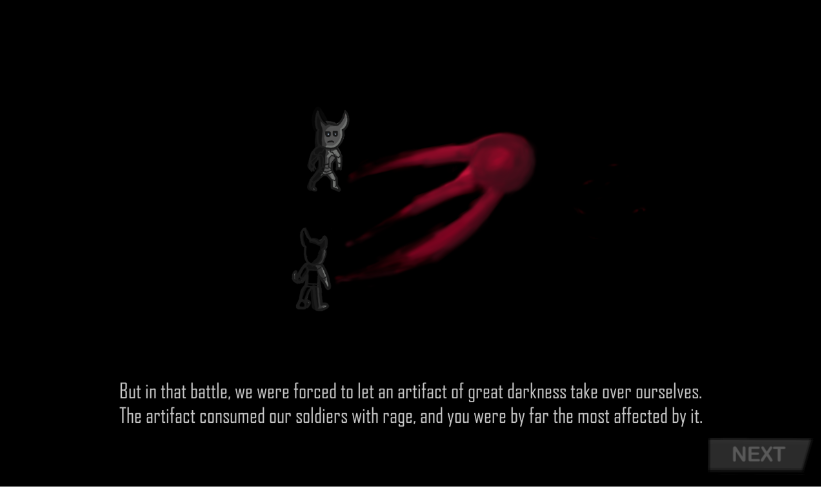 But in that battle, we were forced to let an artifact of great darkness take over ourselves.
The artifact consumed our soldiers with rage, and you were by far the most affected by it.
NEXT